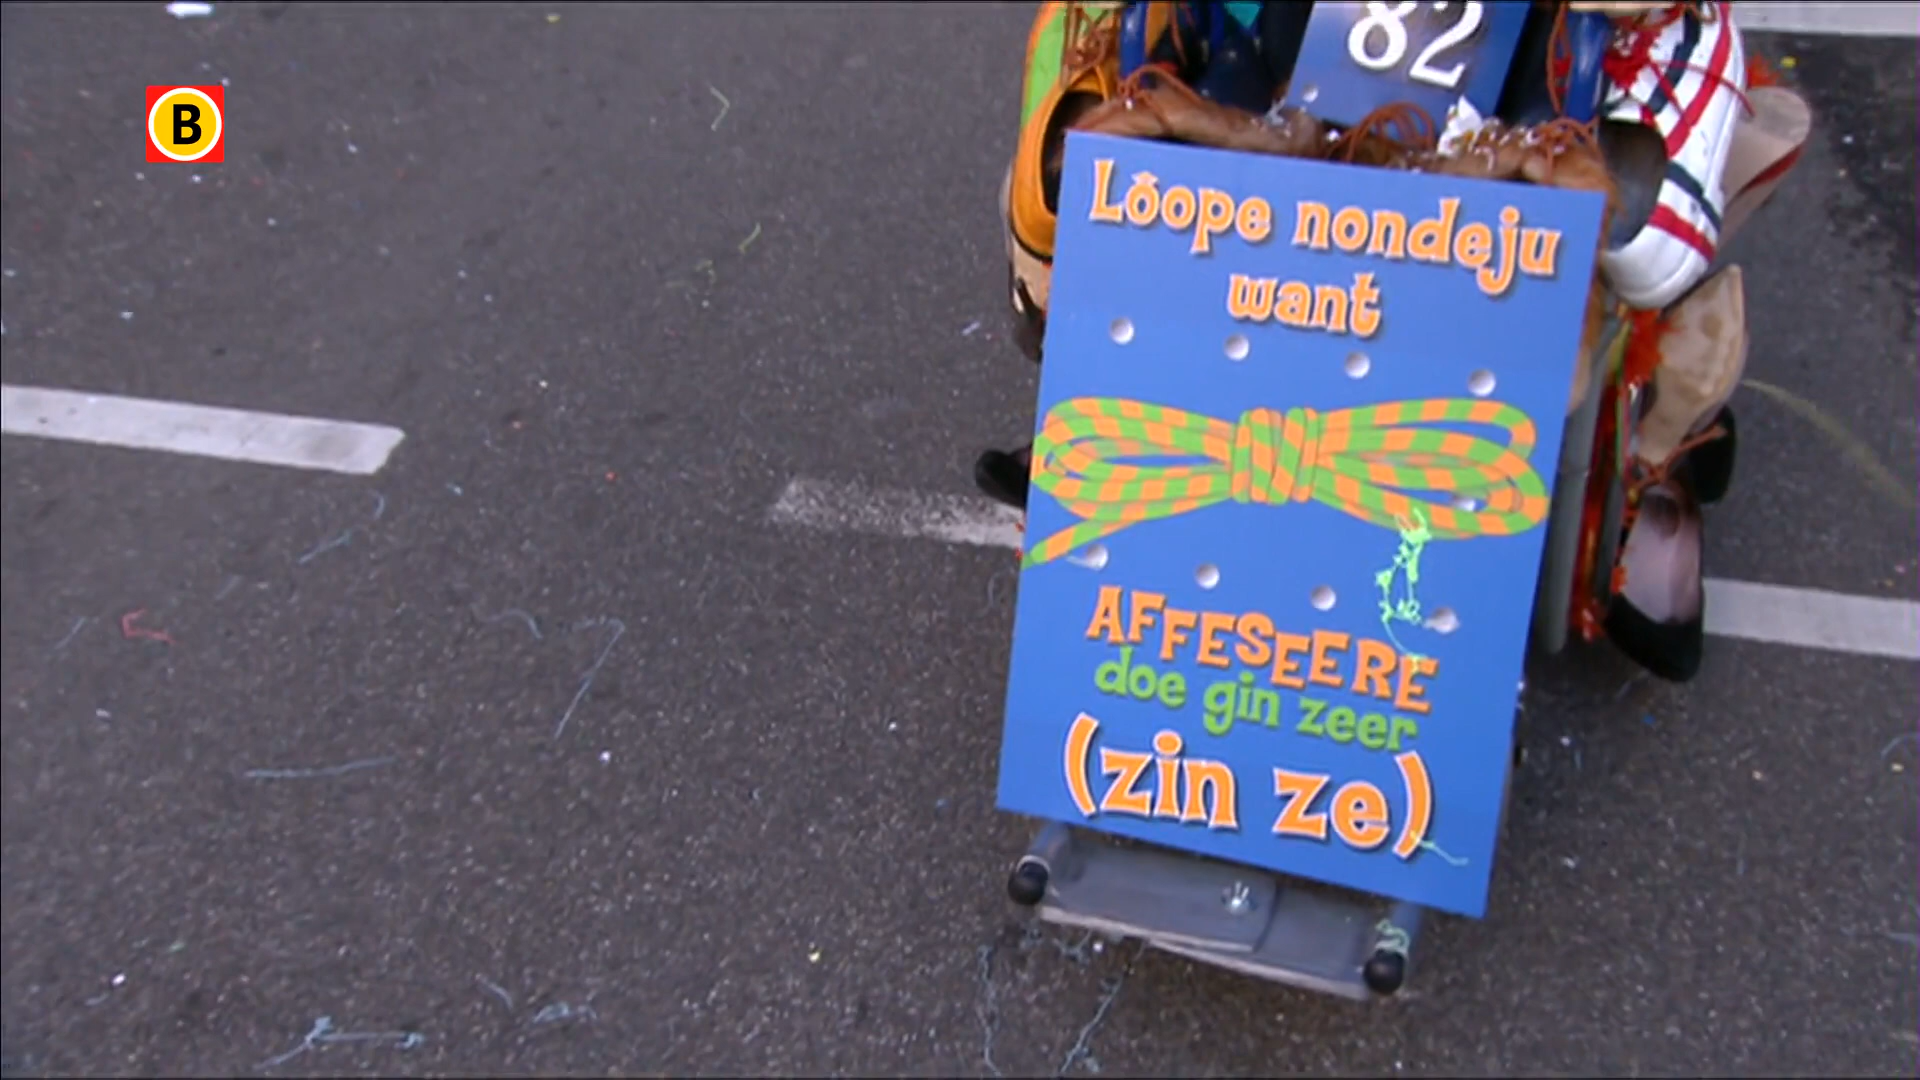 B
82
Lôope nondeju
want
AFFESEERE
doe gin zeer
(zin ze)